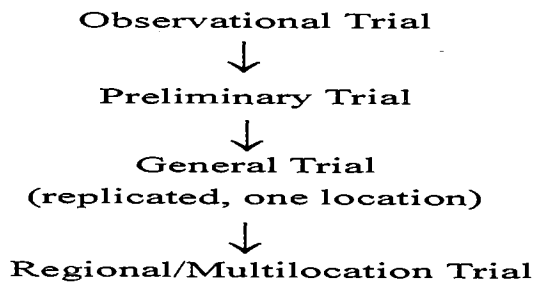 Observational Trial
↓
Preliminary Trial
↓
General Trial
(replicated, one location)
↓
Regional/Multilocation Trial